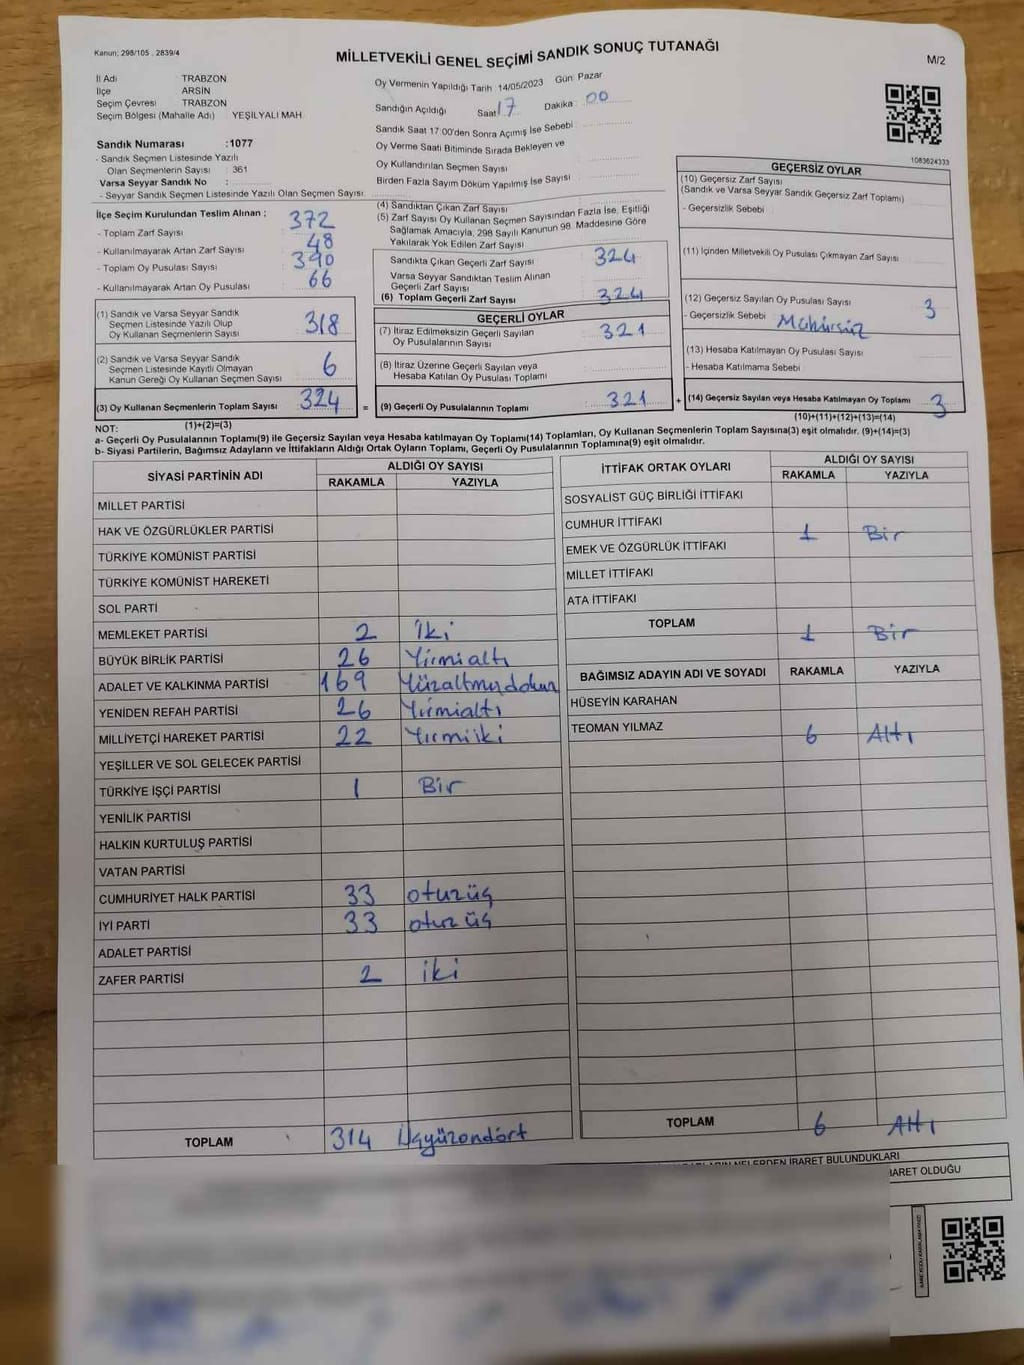 Kanun; 298/105 , 2839/4
MİLLETVEKİLİ GENEL SEÇİMİ SANDIK SONUÇ TUTANAĞI
M/2
İl Adı TRABZON
İlçe ARSİN
Seçim Çevresi TRABZON
Seçim Bölgesi (Mahalle Adı) : YEŞİLYALI MAH.
Sandık Numarası :1077
- Sandık Seçmen Listesinde Yazılı
Olan Seçmenlerin Sayısı : 361
Varsa Seyyar Sandık No :
- Seyyar Sandık Seçmen Listesinde Yazılı Olan Seçmen Sayısı:
Oy Vermenin Yapıldığı Tarih 14/05/2023 Gün: Pazar
Sandığın Açıldığı Saat 17 Dakika: 00
Sandık Saat 17:00'den Sonra Açılmış İse Sebebi
Oy Verme Saati Bitiminde Sırada Bekleyen ve
Oy Kullandırılan Seçmen Sayısı
Birden Fazla Sayım Döküm Yapılmış İse Sayısı
1083624333
İlçe Seçim Kurulundan Teslim Alınan ;
- Toplam Zarf Sayısı : 372
- Kullanılmayarak Artan Zarf Sayısı : 48
- Toplam Oy Pusulası Sayısı : 390
- Kullanılmayarak Artan Oy Pusulası : 66
(1) Sandık ve Varsa Seyyar Sandık
Seçmen Listesinde Yazılı Olup
Oy Kullanan Seçmenlerin Sayısı 318
(2) Sandık ve Varsa Seyyar Sandık
Seçmen Listesinde Kayıtlı Olmayan
Kanun Gereği Oy Kullanan Seçmen Sayısı 6
(3) Oy Kullanan Seçmenlerin Toplam Sayısı 324 =
(1)+(2)=(3)
(4) Sandıktan Çıkan Zarf Sayısı
(5) Zarf Sayısı Oy Kullanan Seçmen Sayısından Fazla İse, Eşitliği
Sağlamak Amacıyla, 298 Sayılı Kanunun 98. Maddesine Göre
Yakılarak Yok Edilen Zarf Sayısı
Sandıkta Çıkan Geçerli Zarf Sayısı 324
Varsa Seyyar Sandıktan Teslim Alınan
Geçerli Zarf Sayısı
(6) Toplam Geçerli Zarf Sayısı 324
GEÇERLİ OYLAR
(7) İtiraz Edilmeksizin Geçerli Sayılan
Oy Pusulalarının Sayısı 321
(8) İtiraz Üzerine Geçerli Sayılan veya
Hesaba Katılan Oy Pusulası Toplamı
(9) Geçerli Oy Pusulalarının Toplamı 321 +
GEÇERSİZ OYLAR
(10) Geçersiz Zarf Sayısı
(Sandık ve Varsa Seyyar Sandık Geçersiz Zarf Toplamı)
- Geçersizlik Sebebi
(11) İçinden Milletvekili Oy Pusulası Çıkmayan Zarf Sayısı
(12) Geçersiz Sayılan Oy Pusulası Sayısı 3
- Geçersizlik Sebebi Mühürsüz
(13) Hesaba Katılmayan Oy Pusulası Sayısı
- Hesaba Katılmama Sebebi
(14) Geçersiz Sayılan veya Hesaba Katılmayan Oy Toplamı 3
(10)+(11)+(12)+(13)=(14)
NOT:
a- Geçerli Oy Pusulalarının Toplamı(9) ile Geçersiz Sayılan veya Hesaba katılmayan Oy Toplamı(14) Toplamları, Oy Kullanan Seçmenlerin Toplam Sayısına(3) eşit olmalıdır. (9)+(14)=(3)
b- Siyasi Partilerin, Bağımsız Adayların ve İttifakların Aldığı Ortak Oyların Toplamı, Geçerli Oy Pusulalarının Toplamına(9) eşit olmalıdır.
SİYASİ PARTİNİN ADI ALDIĞI OY SAYISI
RAKAMLA YAZIYLA
MİLLET PARTİSİ
HAK VE ÖZGÜRLÜKLER PARTİSİ
TÜRKİYE KOMÜNİST PARTİSİ
TÜRKİYE KOMÜNİST HAREKETİ
SOL PARTİ
MEMLEKET PARTİSİ 2 İki
BÜYÜK BİRLİK PARTİSİ 26 Yirmialtı
ADALET VE KALKINMA PARTİSİ 169 Yüzaltmışdokuz
YENİDEN REFAH PARTİSİ 26 Yirmialtı
MİLLİYETÇİ HAREKET PARTİSİ 22 Yirmiiki
YEŞİLLER VE SOL GELECEK PARTİSİ
TÜRKİYE İŞÇİ PARTİSİ 1 Bir
YENİLİK PARTİSİ
HALKIN KURTULUŞ PARTİSİ
VATAN PARTİSİ
CUMHURİYET HALK PARTİSİ 33 otuzüç
İYİ PARTİ 33 otuzüç
ADALET PARTİSİ
ZAFER PARTİSİ 2 iki
TOPLAM 314 Üçyüzondört
İTTİFAK ORTAK OYLARI ALDIĞI OY SAYISI
RAKAMLA YAZIYLA
SOSYALİST GÜÇ BİRLİĞİ İTTİFAKI
CUMHUR İTTİFAKI 1 Bir
EMEK VE ÖZGÜRLÜK İTTİFAKI
MİLLET İTTİFAKI
ATA İTTİFAKI
TOPLAM 1 Bir
BAĞIMSIZ ADAYIN ADI VE SOYADI RAKAMLA YAZIYLA
HÜSEYİN KARAHAN
TEOMAN YILMAZ 6 Altı
TOPLAM 6 Altı
NELERDEN İBARET BULUNDUKLARI
İBARET OLDUĞU